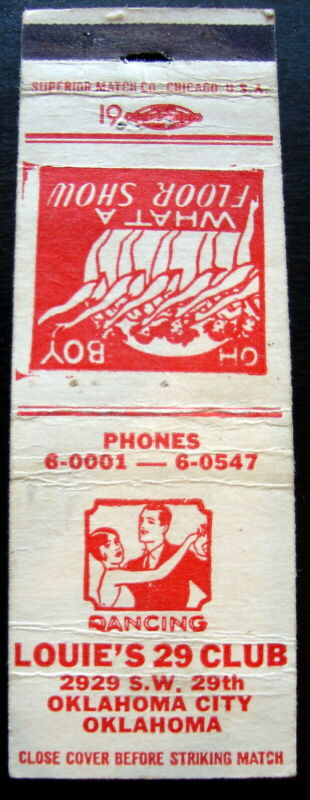 SUPERIOR MATCH CO. CHICAGO U.S.A.
19
OH BOY
WHAT A
FLOOR SHOW
PHONES
6-0001 — 6-0547
DANCING
LOUIE'S 29 CLUB
2929 S.W. 29th
OKLAHOMA CITY
OKLAHOMA
CLOSE COVER BEFORE STRIKING MATCH